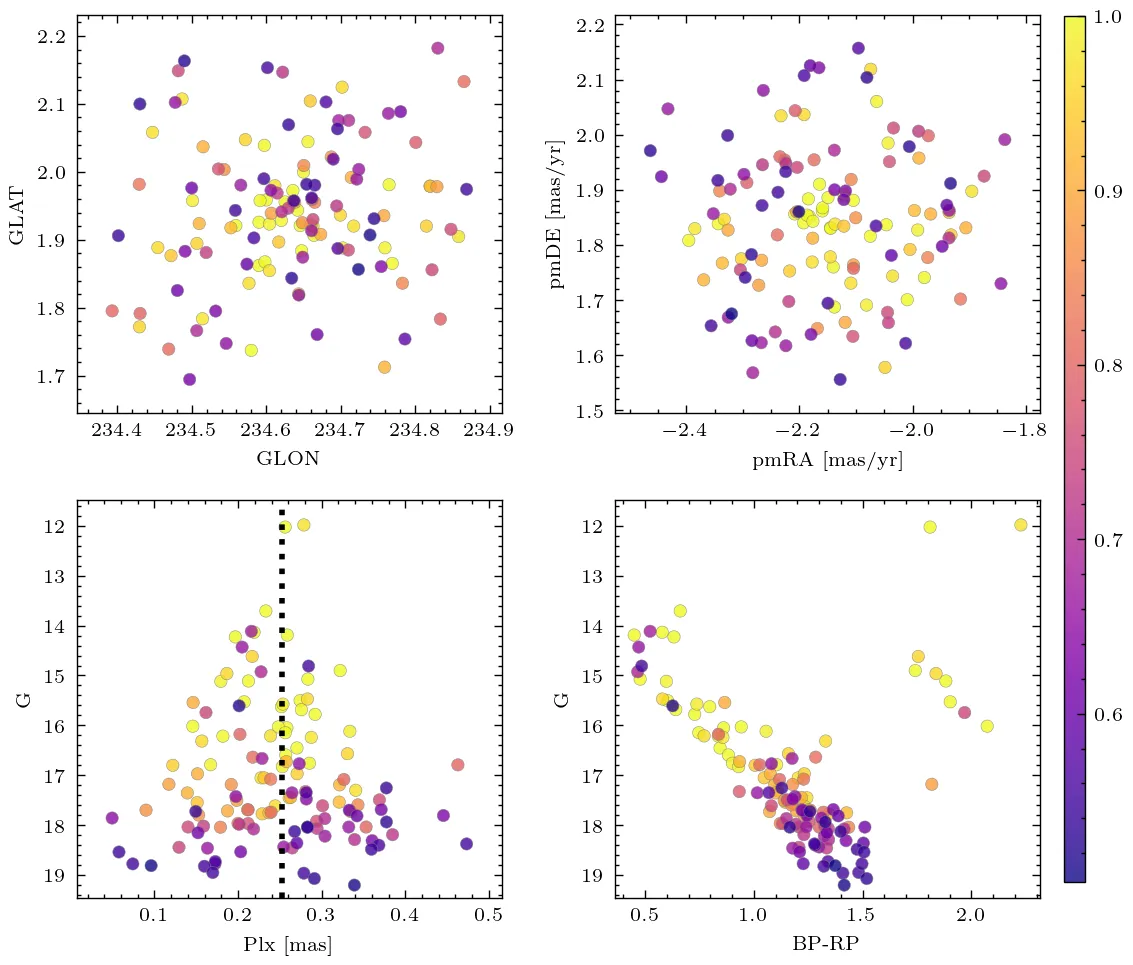 2.2
2.1
2.0
1.9
1.8
1.7
GLAT
234.4 234.5 234.6 234.7 234.8 234.9
GLON
2.2
2.1
2.0
1.9
1.8
1.7
1.6
1.5
pmDE [mas/yr]
−2.4 −2.2 −2.0 −1.8
pmRA [mas/yr]
1.0
0.9
0.8
0.7
0.6
12
13
14
15
16
17
18
19
G
0.1 0.2 0.3 0.4 0.5
Plx [mas]
12
13
14
15
16
17
18
19
G
0.5 1.0 1.5 2.0
BP-RP